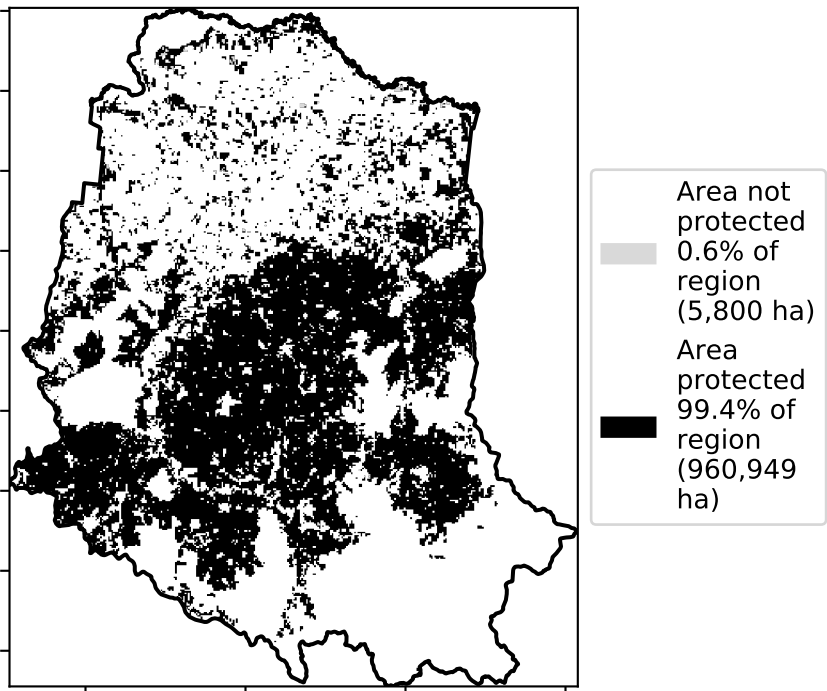 Area not
protected
0.6% of
region
(5,800 ha)
Area
protected
99.4% of
region
(960,949
ha)